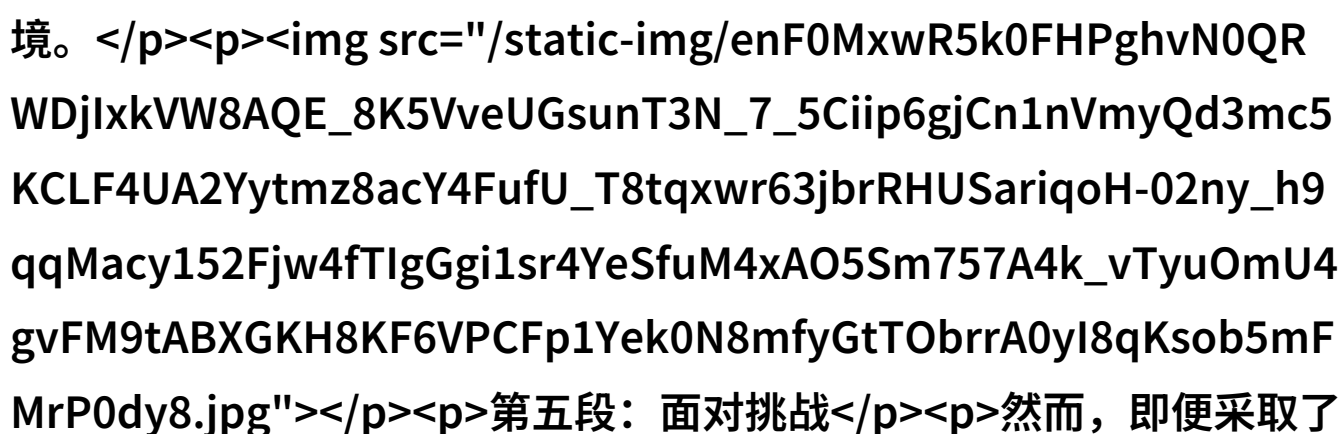 境。</p><p><img src="/static-img/enF0MxwR5k0FHPghvN0QR
WDjIxkVW8AQE_8K5VveUGsunT3N_7_5Ciip6gjCn1nVmyQd3mc5
KCLF4UA2Yytmz8acY4FufU_T8tqxwr63jbrRHUSariqoH-02ny_h9
qqMacy152Fjw4fTIgGgi1sr4YeSfuM4xAO5Sm757A4k_vTyuOmU4
gvFM9tABXGKH8KF6VPCFp1Yek0N8mfyGtTObrrA0yI8qKsob5mF
MrP0dy8.jpg"></p><p>第五段：面对挑战</p><p>然而，即便采取了